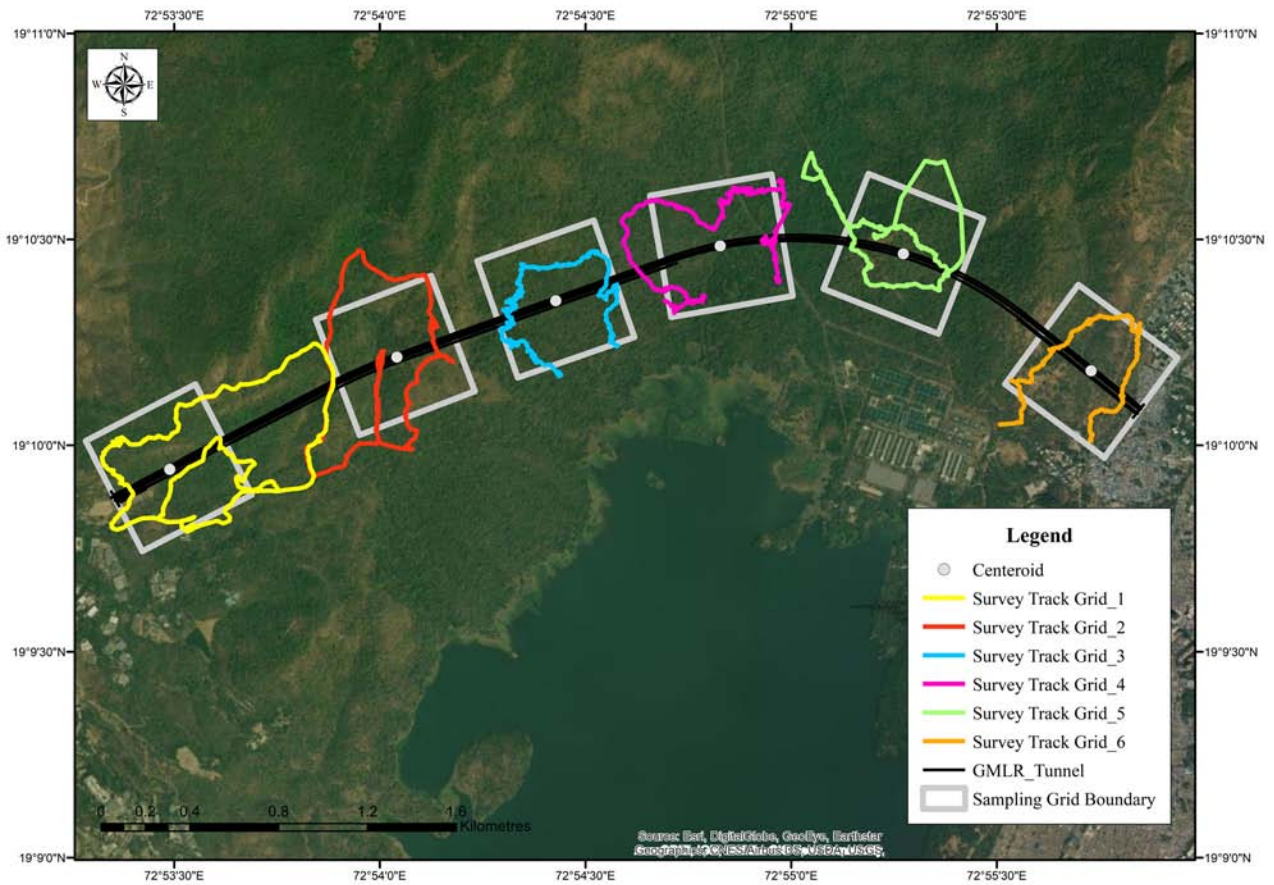 72°53'30"E 72°54'0"E 72°54'30"E 72°55'0"E 72°55'30"E
19°11'0"N 19°11'0"N
N
W E
S
19°10'30"N 19°10'30"N
19°10'0"N 19°10'0"N
Legend
Centeroid
Survey Track Grid_1
Survey Track Grid_2
Survey Track Grid_3
Survey Track Grid_4
Survey Track Grid_5
Survey Track Grid_6
GMLR_Tunnel
Sampling Grid Boundary
19°9'30"N 19°9'30"N
0 0.2 0.4 0.8 1.2 1.6
Kilometres
Source: Esri, DigitalGlobe, GeoEye, Earthstar
Geographics, CNES/Airbus DS, USDA, USGS,
19°9'0"N 19°9'0"N
72°53'30"E 72°54'0"E 72°54'30"E 72°55'0"E 72°55'30"E